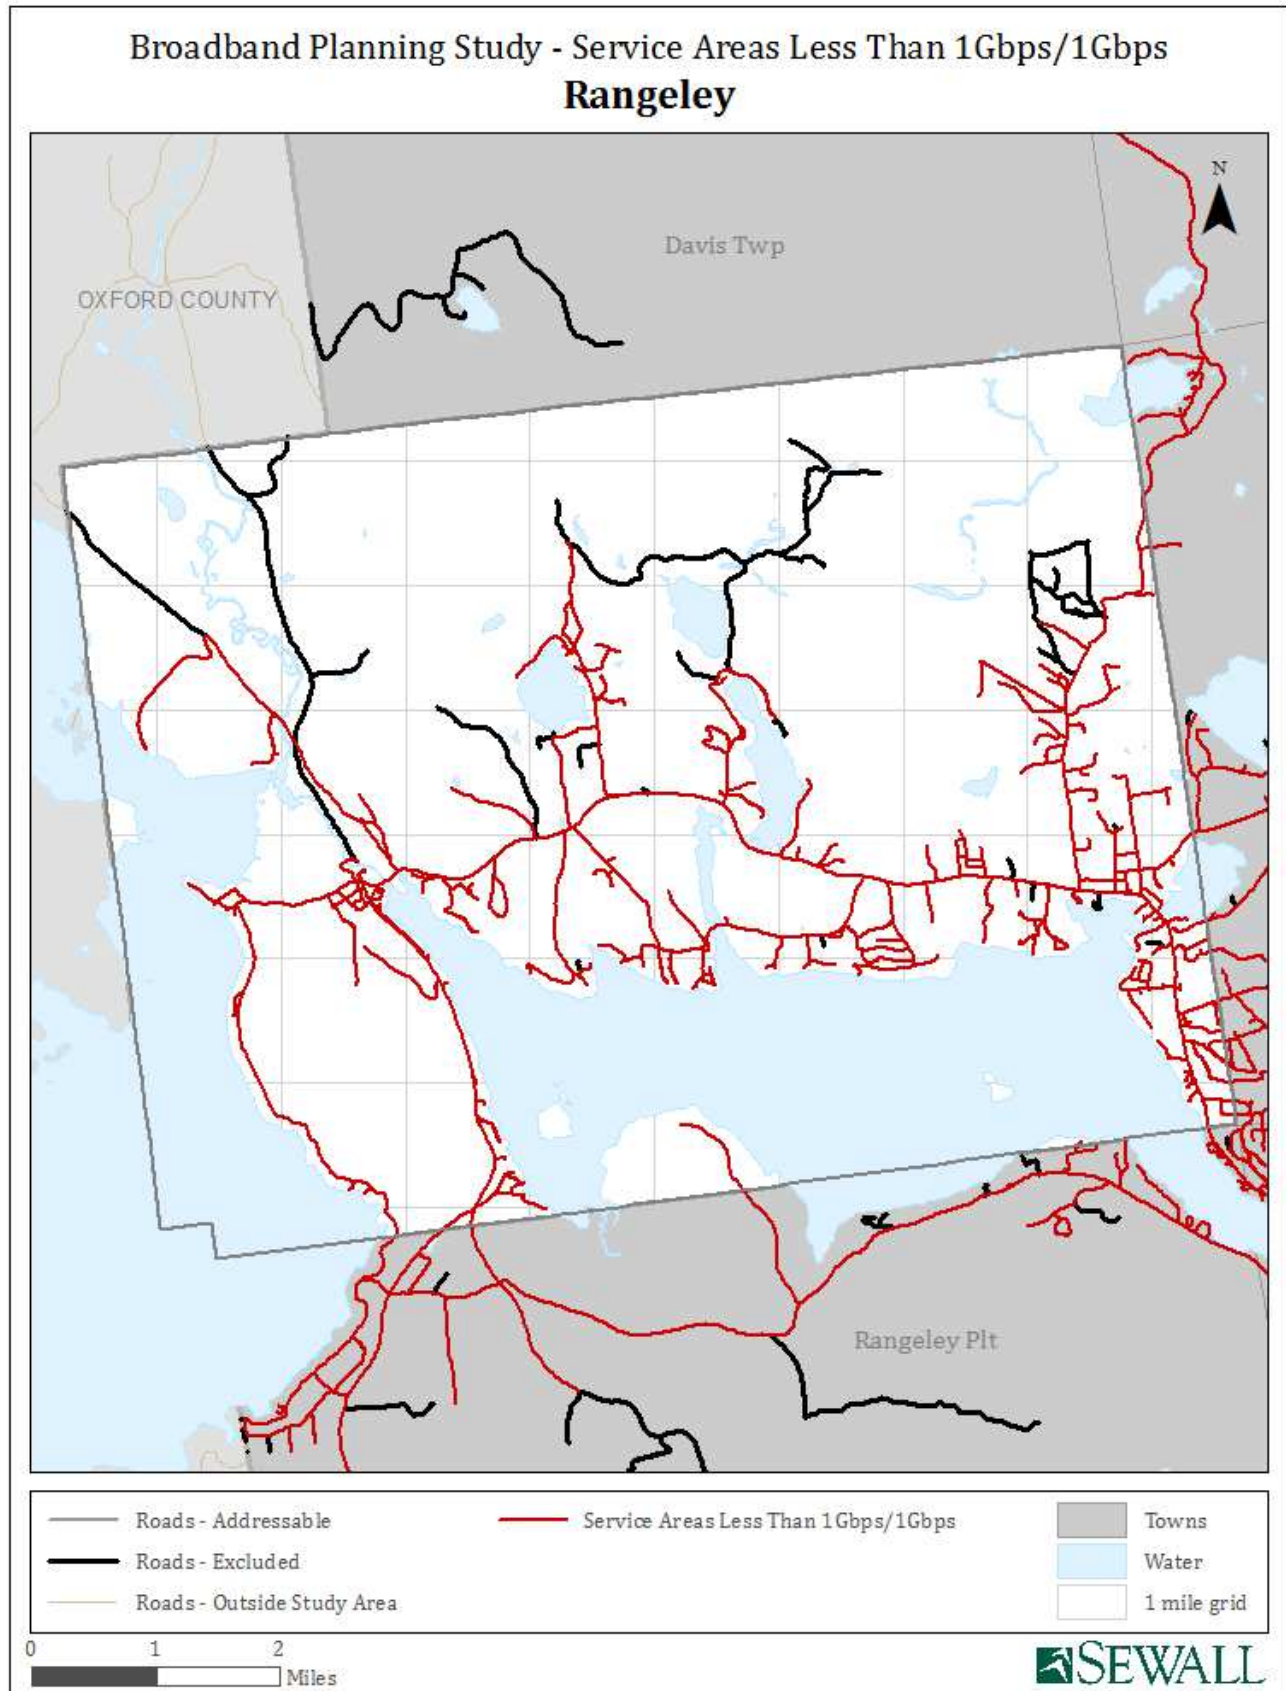 Broadband Planning Study - Service Areas Less Than 1Gbps/1Gbps
Rangeley
N
Davis Twp
OXFORD COUNTY
Rangeley Plt
Roads - Addressable
Service Areas Less Than 1Gbps/1Gbps
Towns
Roads - Excluded
Water
Roads - Outside Study Area
1 mile grid
0 1 2
Miles
SEWALL